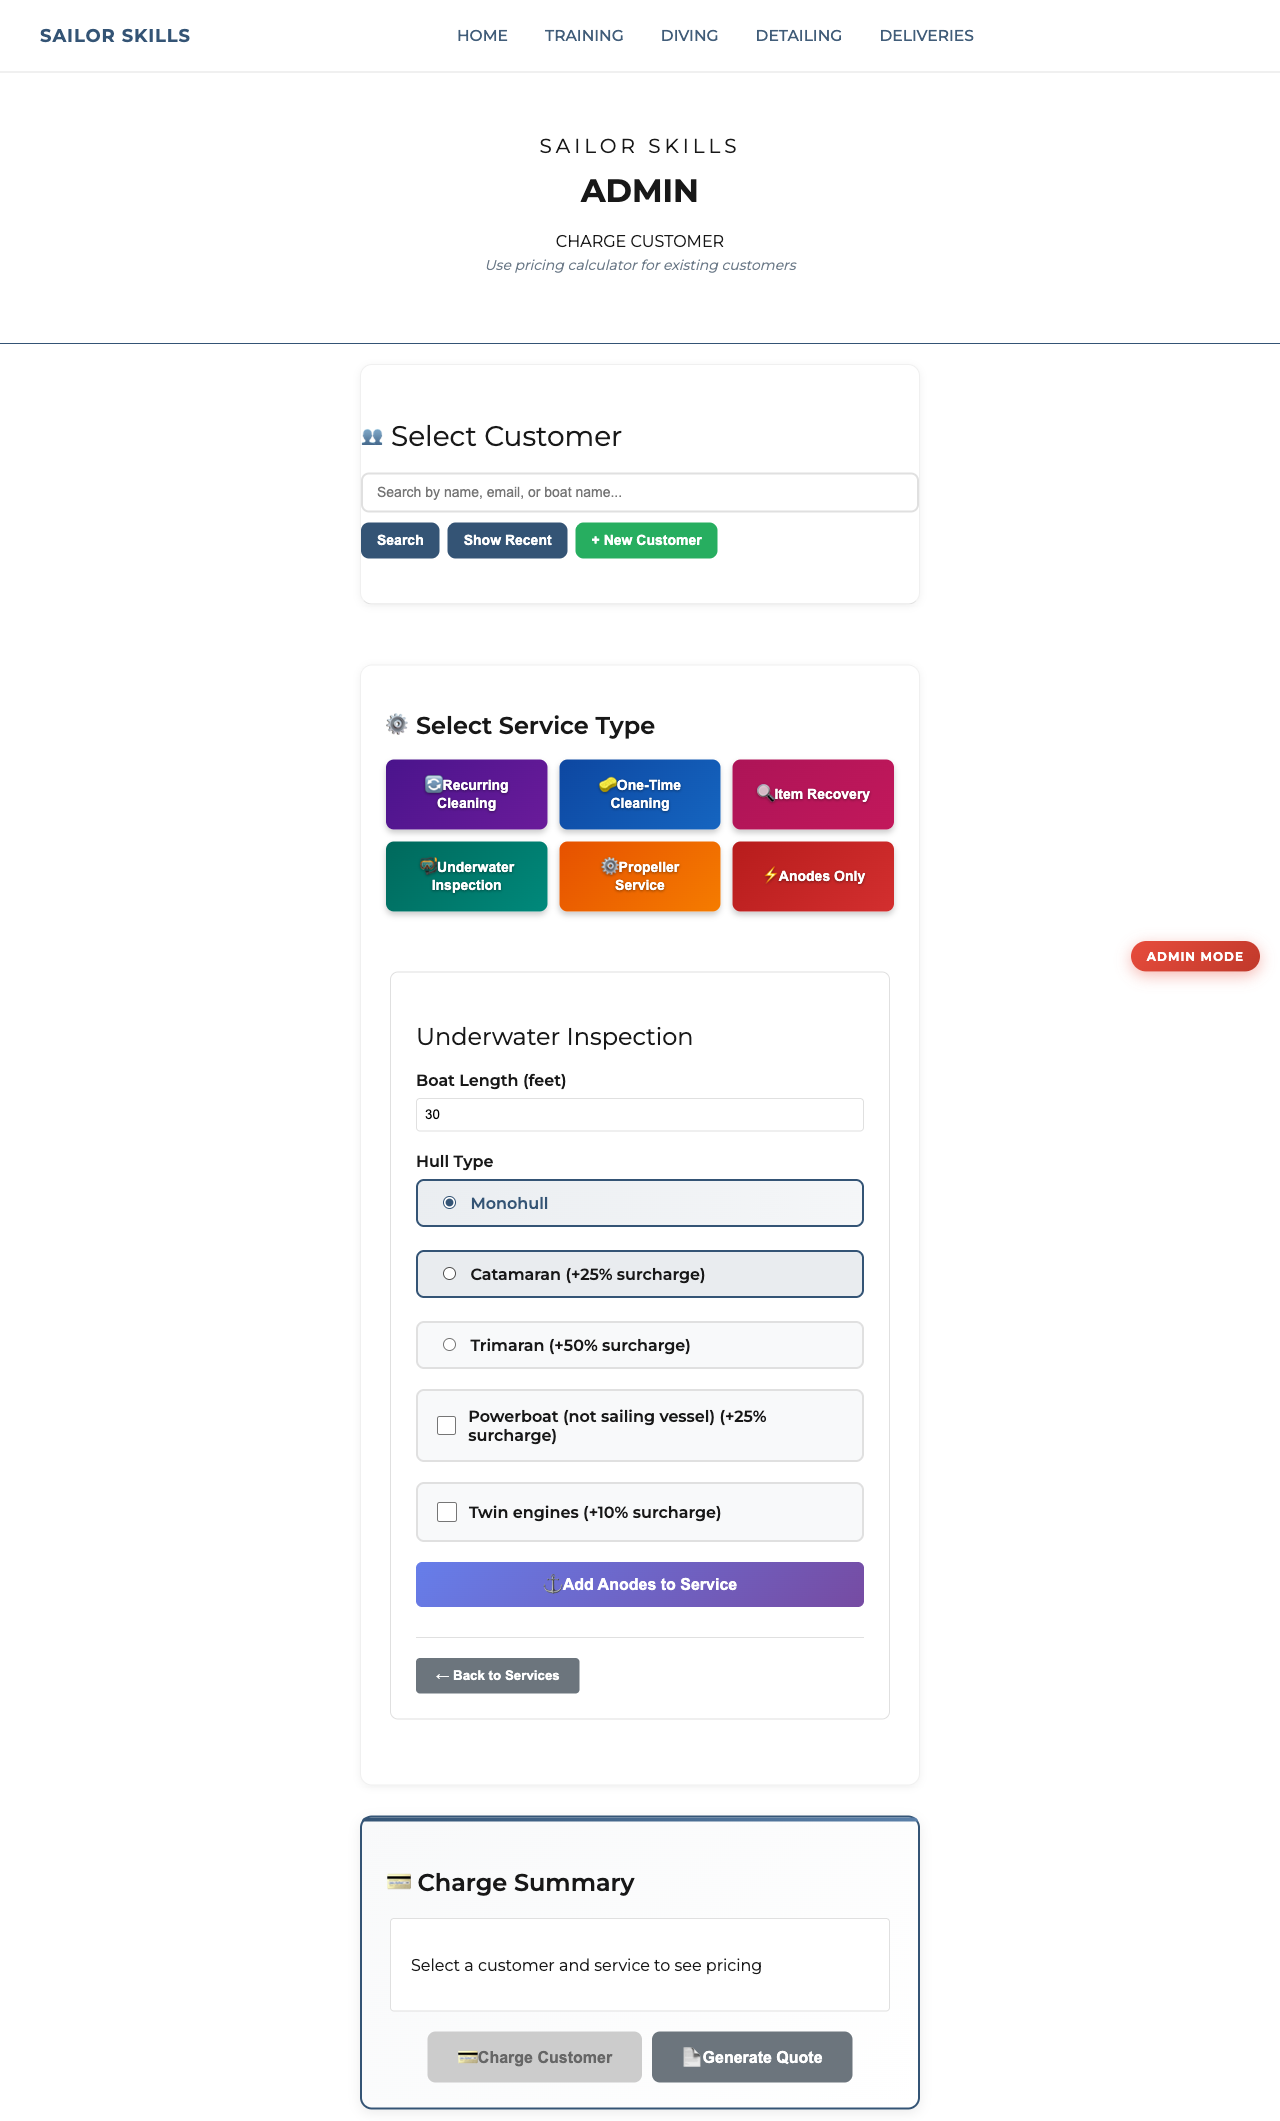 SAILOR SKILLS
HOME TRAINING DIVING DETAILING DELIVERIES
SAILOR SKILLS
ADMIN
CHARGE CUSTOMER
Use pricing calculator for existing customers
Select Customer
Search by name, email, or boat name...
Search Show Recent + New Customer
Select Service Type
Recurring Cleaning
One-Time Cleaning
Item Recovery
Underwater Inspection
Propeller Service
Anodes Only
ADMIN MODE
Underwater Inspection
Boat Length (feet)
30
Hull Type
Monohull
Catamaran (+25% surcharge)
Trimaran (+50% surcharge)
Powerboat (not sailing vessel) (+25%
surcharge)
Twin engines (+10% surcharge)
Add Anodes to Service
← Back to Services
Charge Summary
Select a customer and service to see pricing
Charge Customer Generate Quote